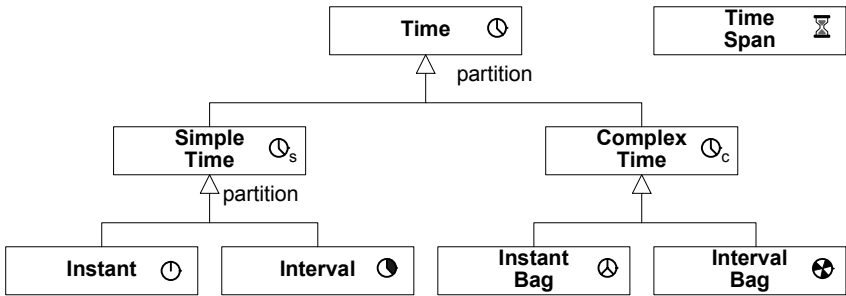 Time
Time
Span
partition
Simple
Time
s
Complex
Time
c
partition
Instant
Interval
Instant
Bag
Interval
Bag